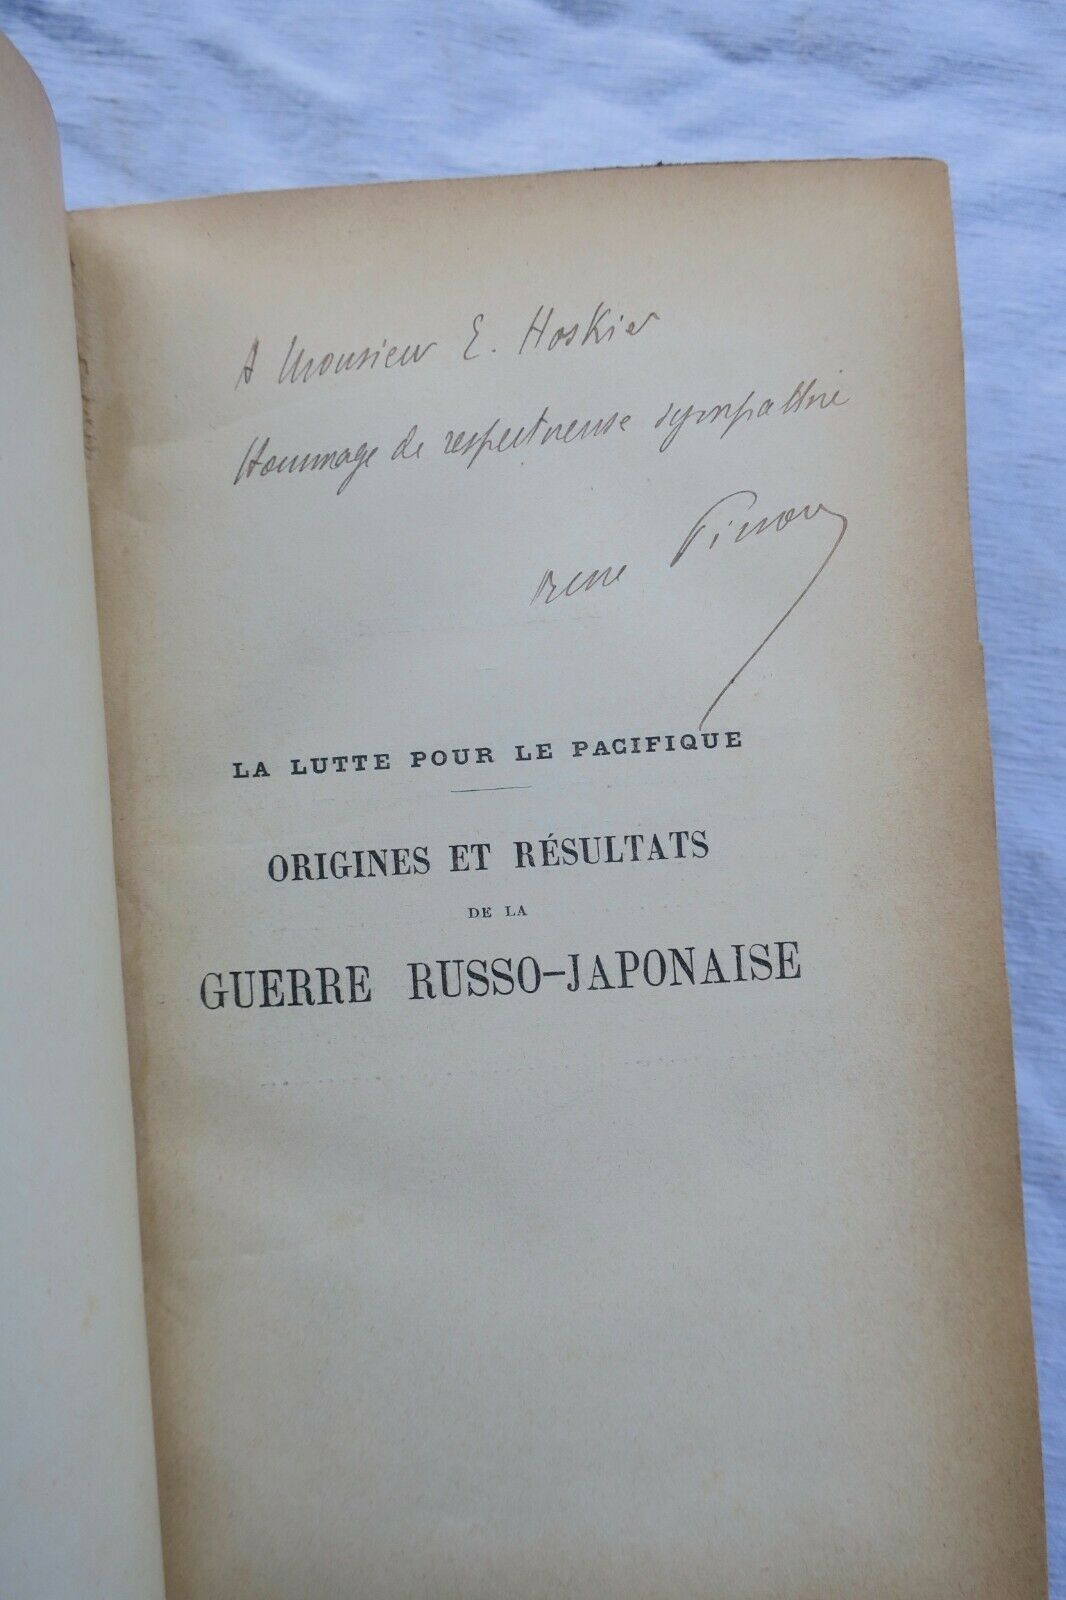 A Monsieur E. Hoskier
Hommage de respectueuse sympathie
René Pinon
LA LUTTE POUR LE PACIFIQUE
ORIGINES ET RÉSULTATS
DE LA
GUERRE RUSSO-JAPONAISE